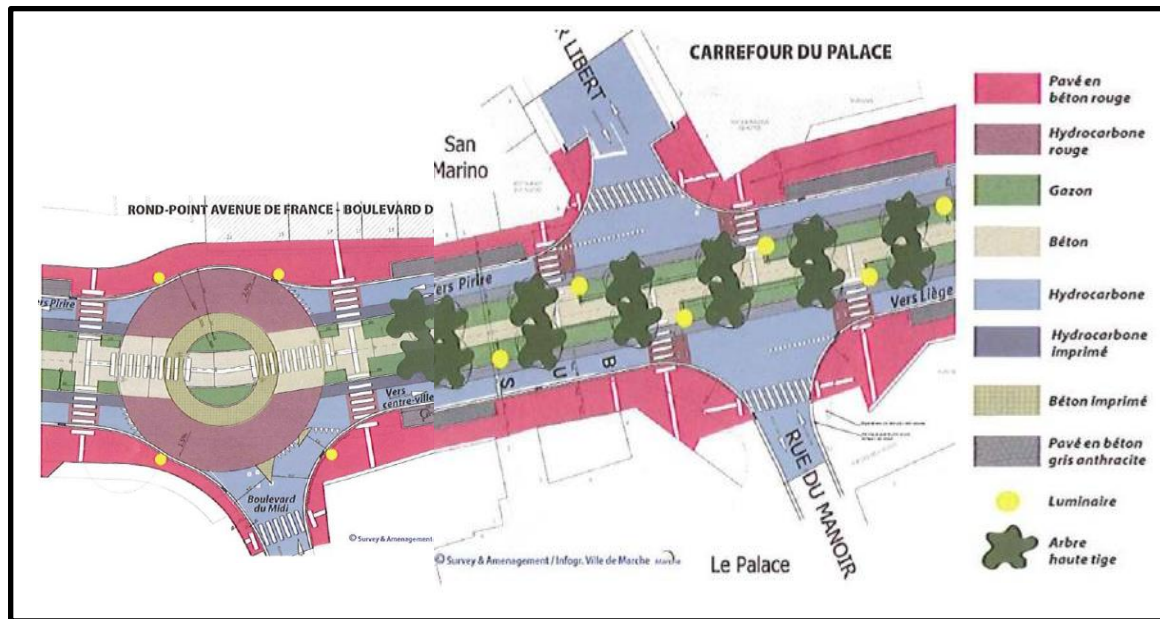 R LIBERT
CARREFOUR DU PALACE
San
Marino
ROND-POINT AVENUE DE FRANCE - BOULEVARD D
Vers Pirire
Vers Pirire
Vers
centre-ville
Vers Liège
B
U
S
Boulevard
du Midi
RUE DU MANOIR
Le Palace
© Survey & Amenagement
© Survey & Amenagement / Infogr. Ville de Marche
Pavé en
béton rouge
Hydrocarbone
rouge
Gazon
Béton
Hydrocarbone
Hydrocarbone
imprimé
Béton imprimé
Pavé en béton
gris anthracite
Luminaire
Arbre
haute tige